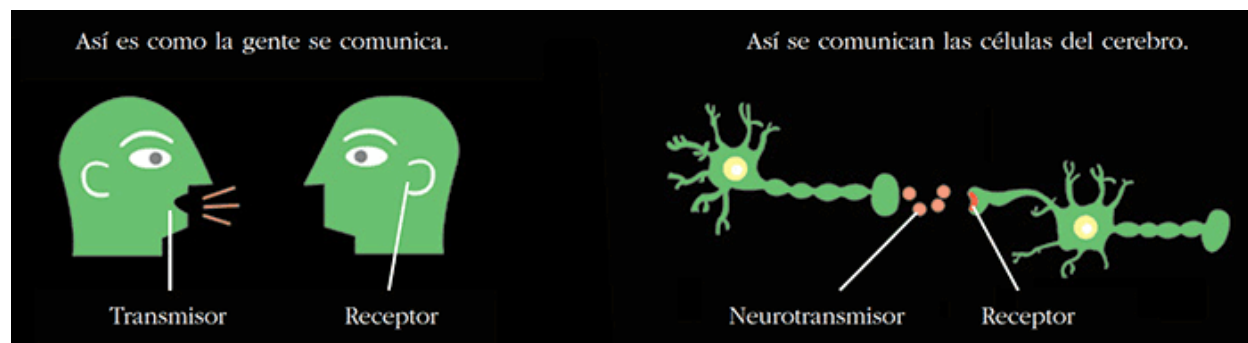 Así es como la gente se comunica.
Transmisor
Receptor
Así se comunican las células del cerebro.
Neurotransmisor
Receptor